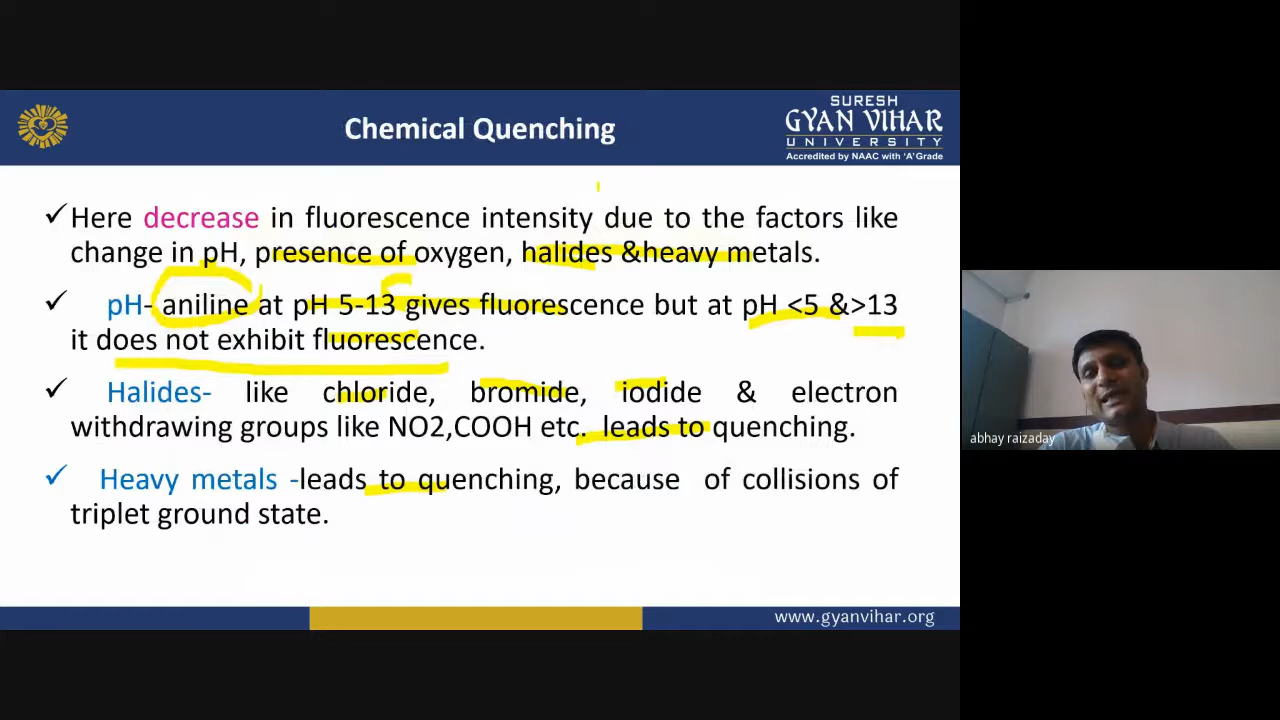 Chemical Quenching
SURESH
GYAN VIHAR
UNIVERSITY
Accredited by NAAC with 'A' Grade
Here decrease in fluorescence intensity due to the factors like
change in pH, presence of oxygen, halides &heavy metals.
pH- aniline at pH 5-13 gives fluorescence but at pH <5 &>13
it does not exhibit fluorescence.
Halides- like chloride, bromide, iodide & electron
withdrawing groups like NO2,COOH etc. leads to quenching.
Heavy metals -leads to quenching, because of collisions of
triplet ground state.
www.gyanvihar.org
abhay raizaday